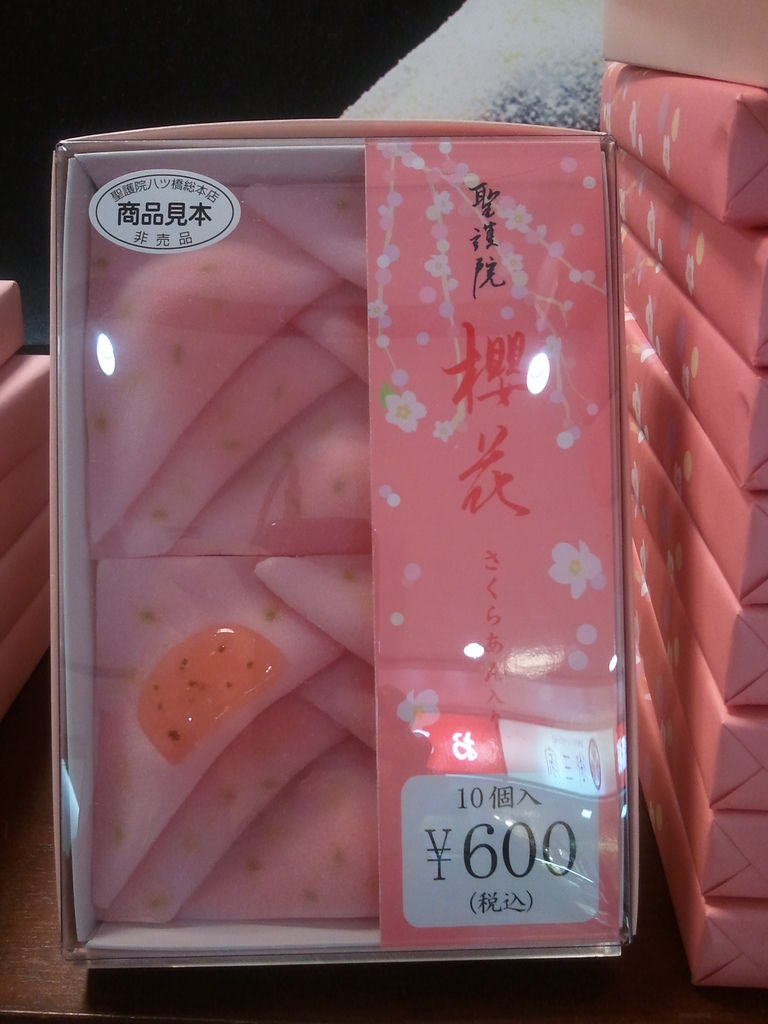 聖護院八ツ橋総本店
商品見本
非売品
聖護院
櫻花
さくらあん入り
10個入
¥600
(税込)
お